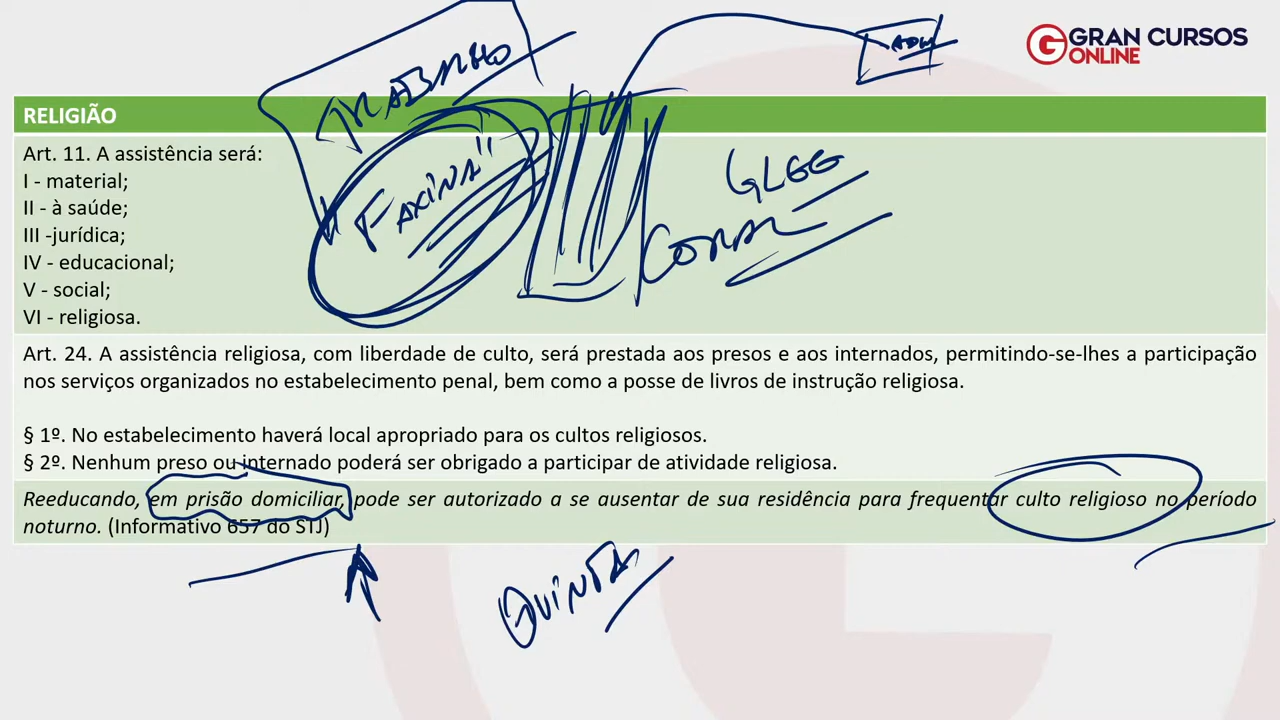 GRAN CURSOS
ONLINE
ADM
TRABALHO
RELIGIÃO
Art. 11. A assistência será:
I - material;
II - à saúde;
III -jurídica;
IV - educacional;
V - social;
VI - religiosa.
"FAXINA"
GLEG
CORAL
Art. 24. A assistência religiosa, com liberdade de culto, será prestada aos presos e aos internados, permitindo-se-lhes a participação
nos serviços organizados no estabelecimento penal, bem como a posse de livros de instrução religiosa.
§ 1º. No estabelecimento haverá local apropriado para os cultos religiosos.
§ 2º. Nenhum preso ou internado poderá ser obrigado a participar de atividade religiosa.
Reeducando, em prisão domiciliar, pode ser autorizado a se ausentar de sua residência para frequentar culto religioso no período
noturno. (Informativo 657 do STJ)
QUINTA